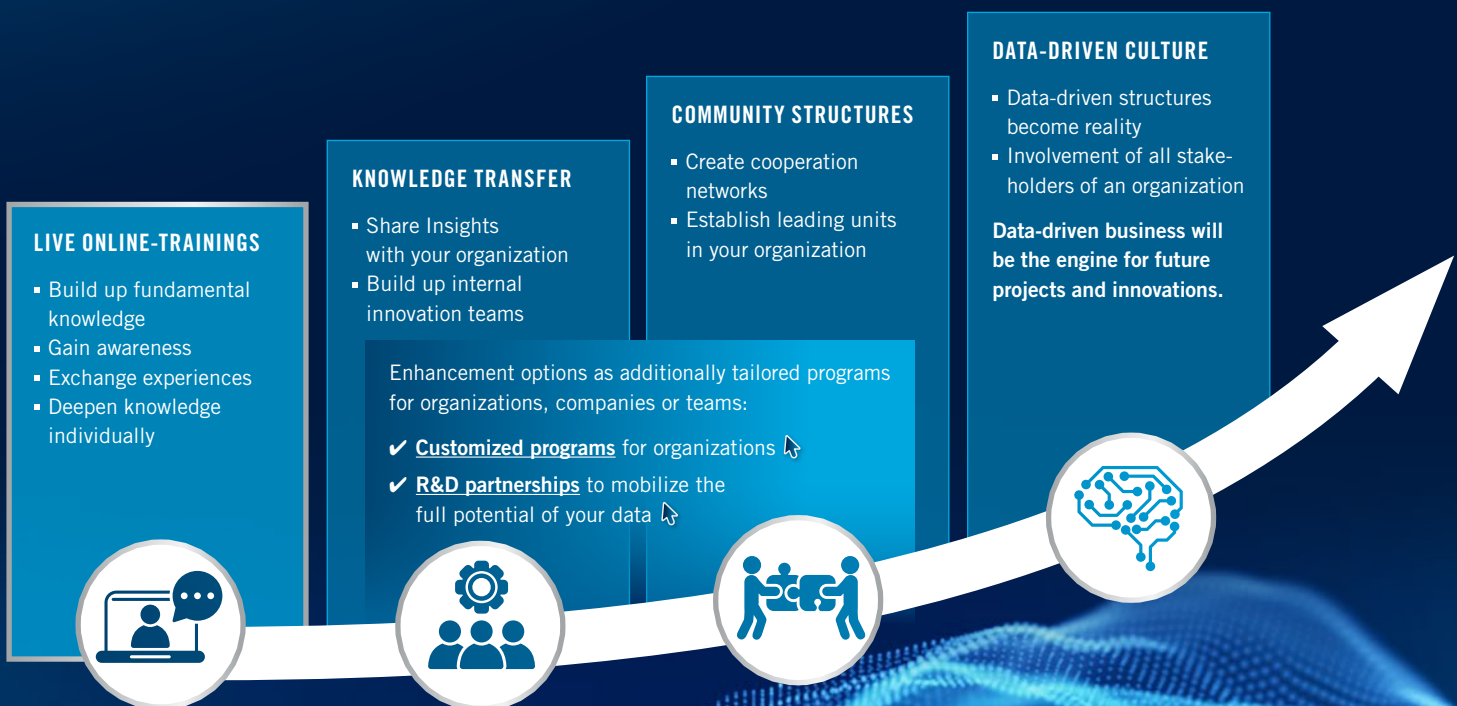 LIVE ONLINE-TRAININGS
▪ Build up fundamental
knowledge
▪ Gain awareness
▪ Exchange experiences
▪ Deepen knowledge
individually
KNOWLEDGE TRANSFER
▪ Share Insights
with your organization
▪ Build up internal
innovation teams
COMMUNITY STRUCTURES
▪ Create cooperation
networks
▪ Establish leading units
in your organization
Enhancement options as additionally tailored programs
for organizations, companies or teams:
✔ Customized programs for organizations
✔ R&D partnerships to mobilize the
full potential of your data
DATA-DRIVEN CULTURE
▪ Data-driven structures
become reality
▪ Involvement of all stake-
holders of an organization
Data-driven business will
be the engine for future
projects and innovations.